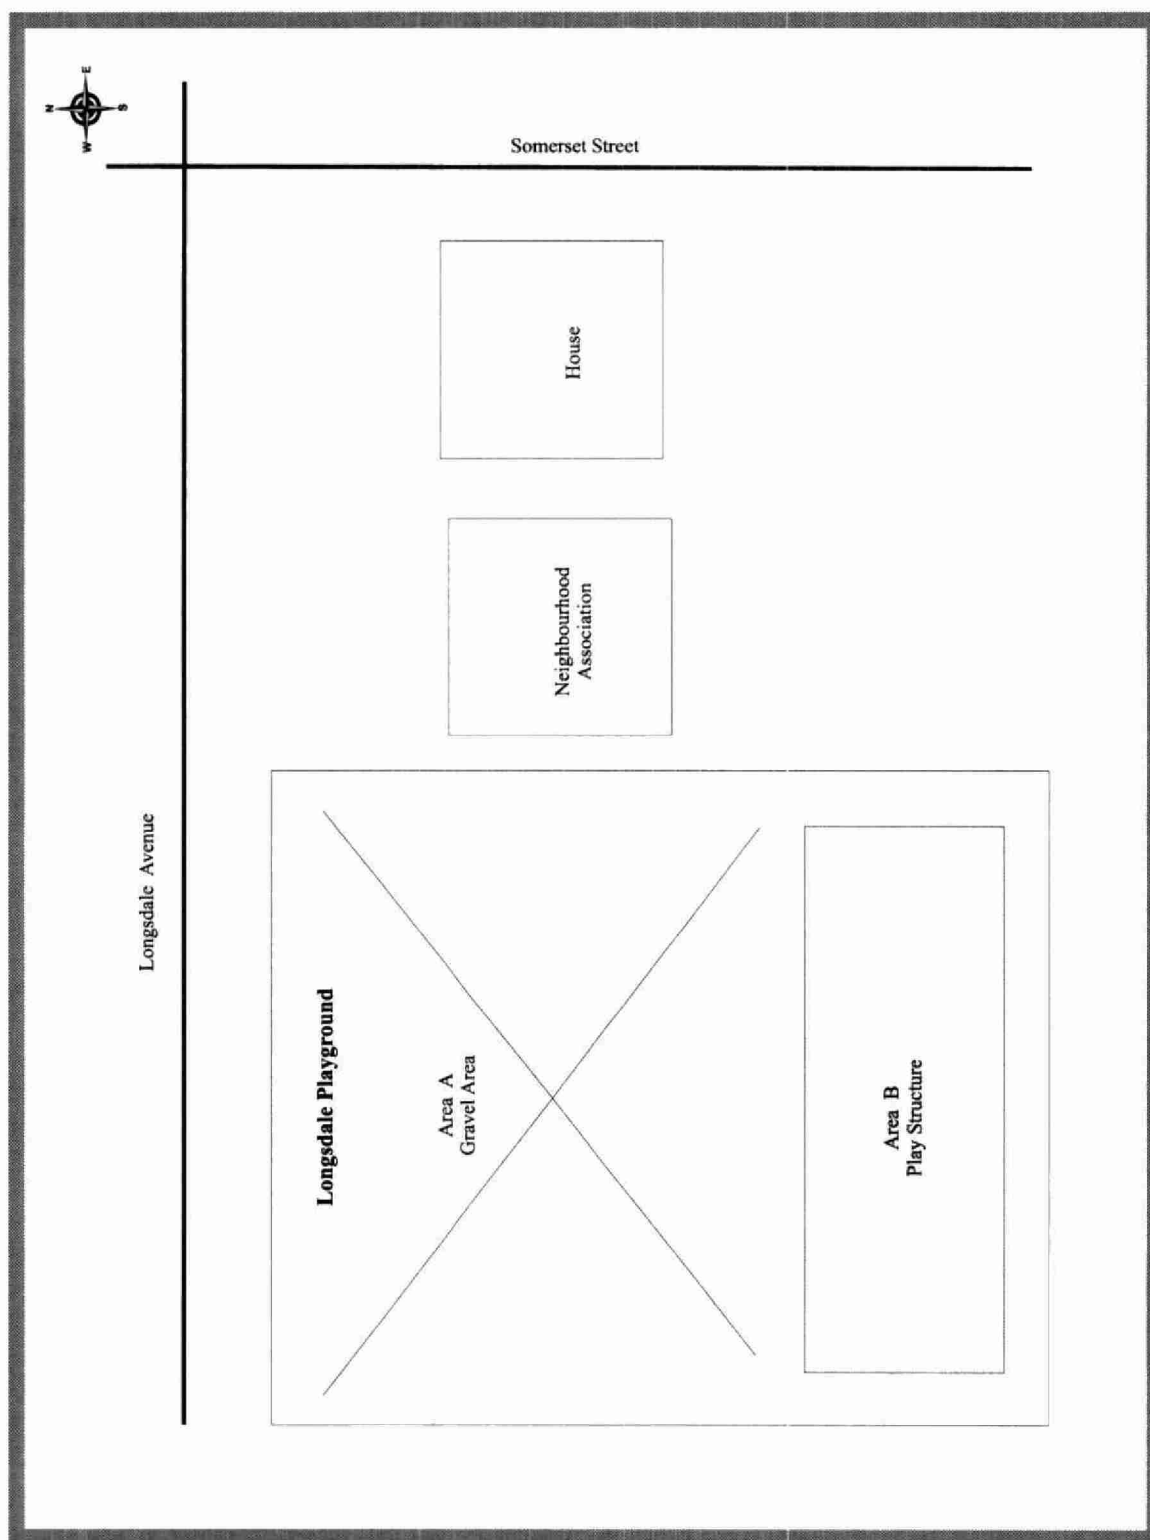 N
E
S
W
Somerset Street
Longsdale Avenue
House
Neighbourhood
Association
Longsdale Playground
Area A
Gravel Area
Area B
Play Structure